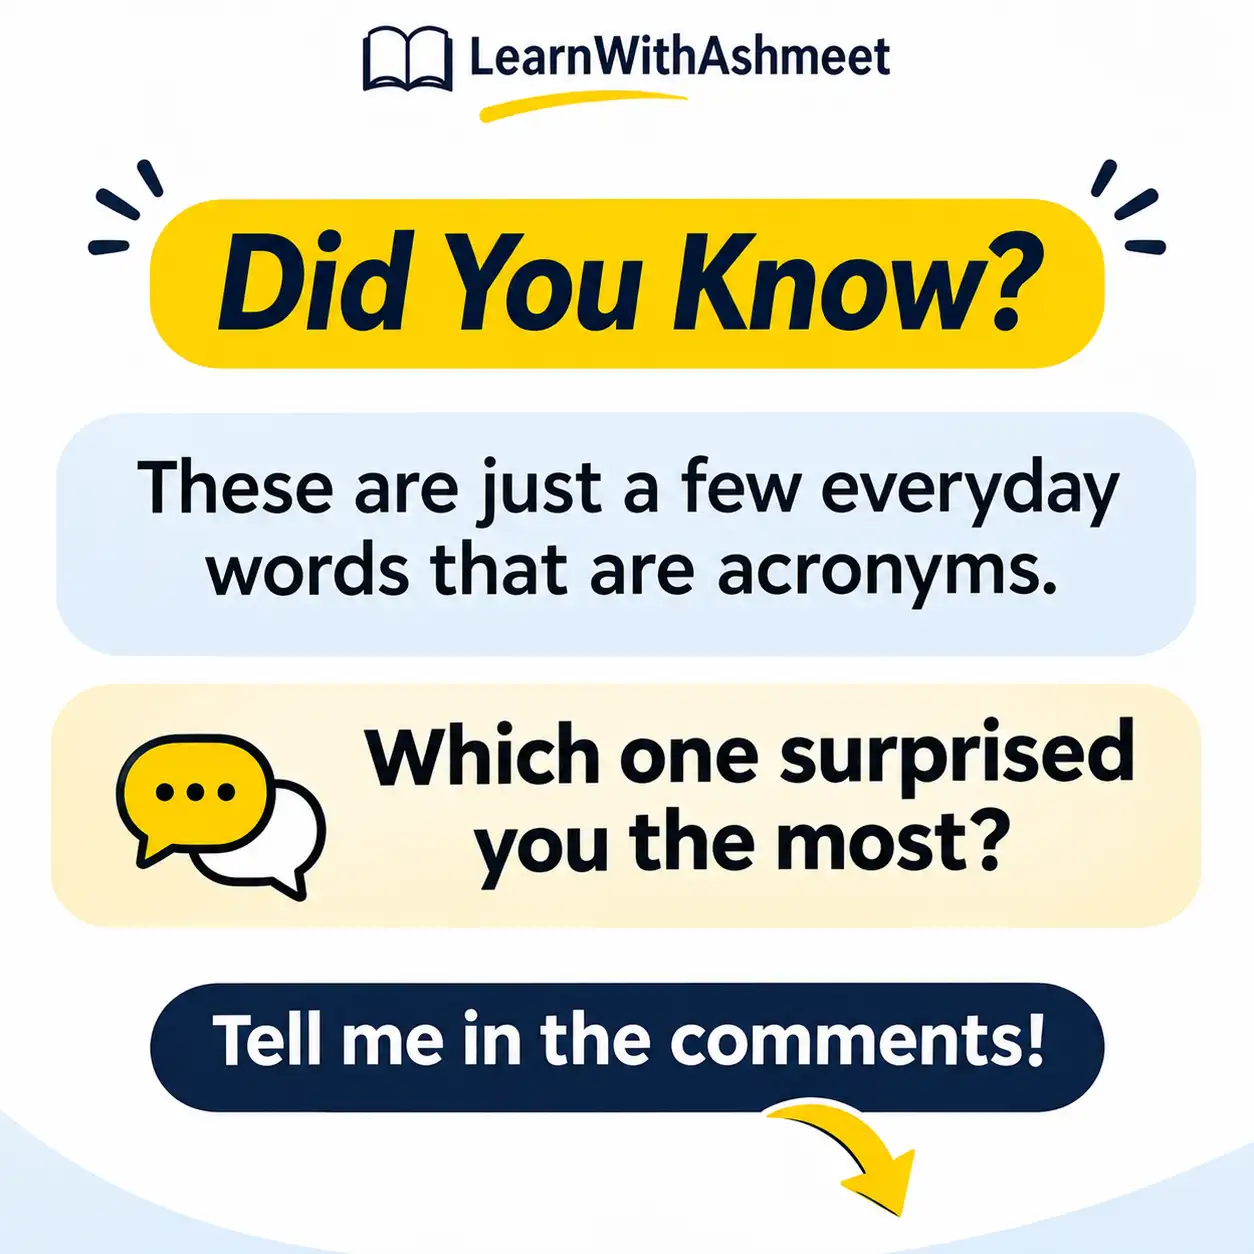 LearnWithAshmeet
Did You Know?
These are just a few everyday
words that are acronyms.
Which one surprised
you the most?
Tell me in the comments!